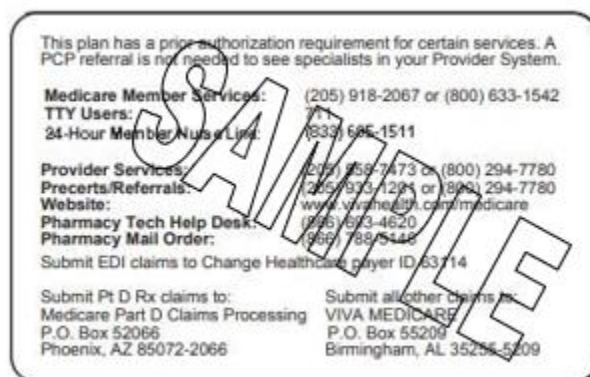 This plan has a prior authorization requirement for certain services. A
PCP referral is not needed to see specialists in your Provider System.
Medicare Member Services: (205) 918-2067 or (800) 633-1542
TTY Users: 711
24-Hour Member Nurse Line: (833)
Provider Services: (205) 558-7473 or (800) 294-7780
Precerts/Referrals: (205) 933-1201 or (800) 294-7780
Website: www.vivahealth.com/medicare
Pharmacy Tech Help Desk: (866) 693-4620
Pharmacy Mail Order: (866) 788-5146
Submit EDI claims to Change Healthcare payer ID 63114
Submit Pt D Rx claims to: Submit all other claims to:
Medicare Part D Claims Processing VIVA MEDICARE
P.O. Box 52066 P.O. Box 55209
Phoenix, AZ 85072-2066 Birmingham, AL 35255-5209
SAMPLE